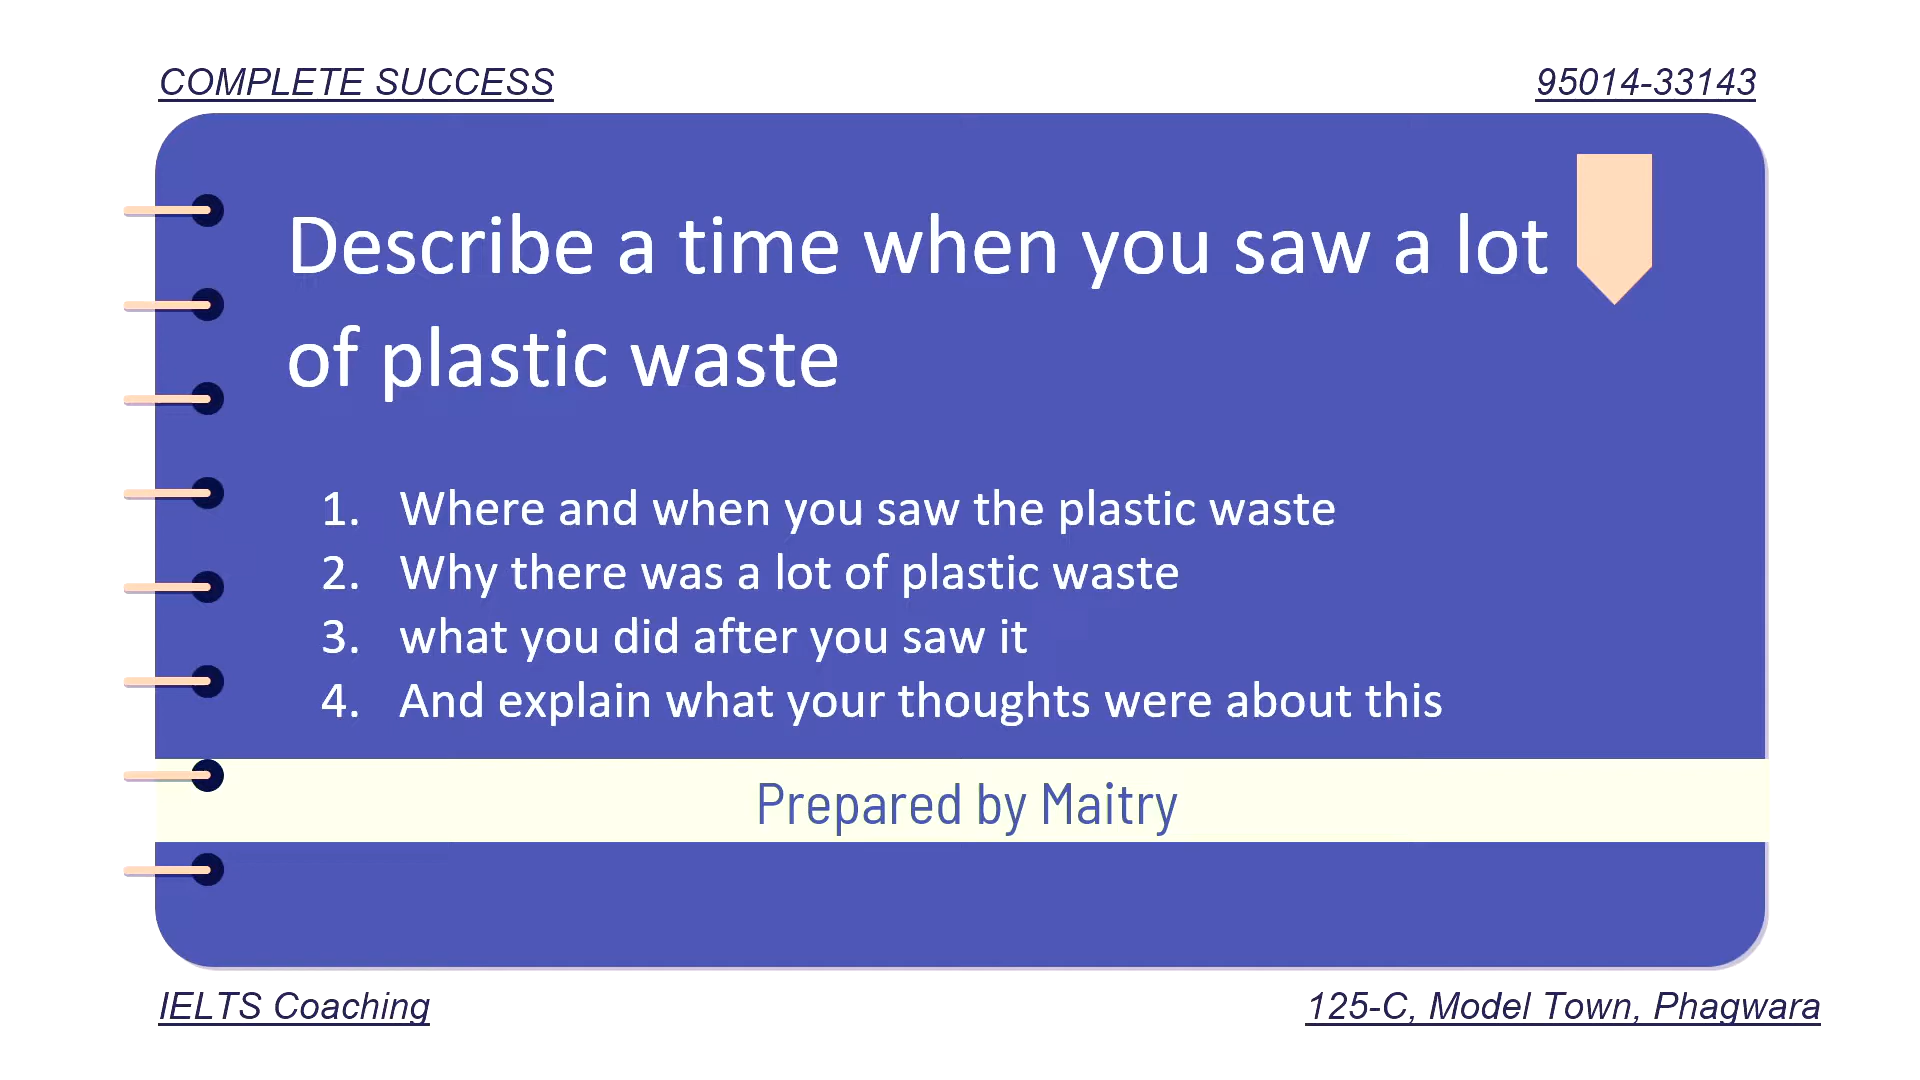 COMPLETE SUCCESS
95014-33143
Describe a time when you saw a lot
of plastic waste
1. Where and when you saw the plastic waste
2. Why there was a lot of plastic waste
3. what you did after you saw it
4. And explain what your thoughts were about this
Prepared by Maitry
IELTS Coaching
125-C, Model Town, Phagwara